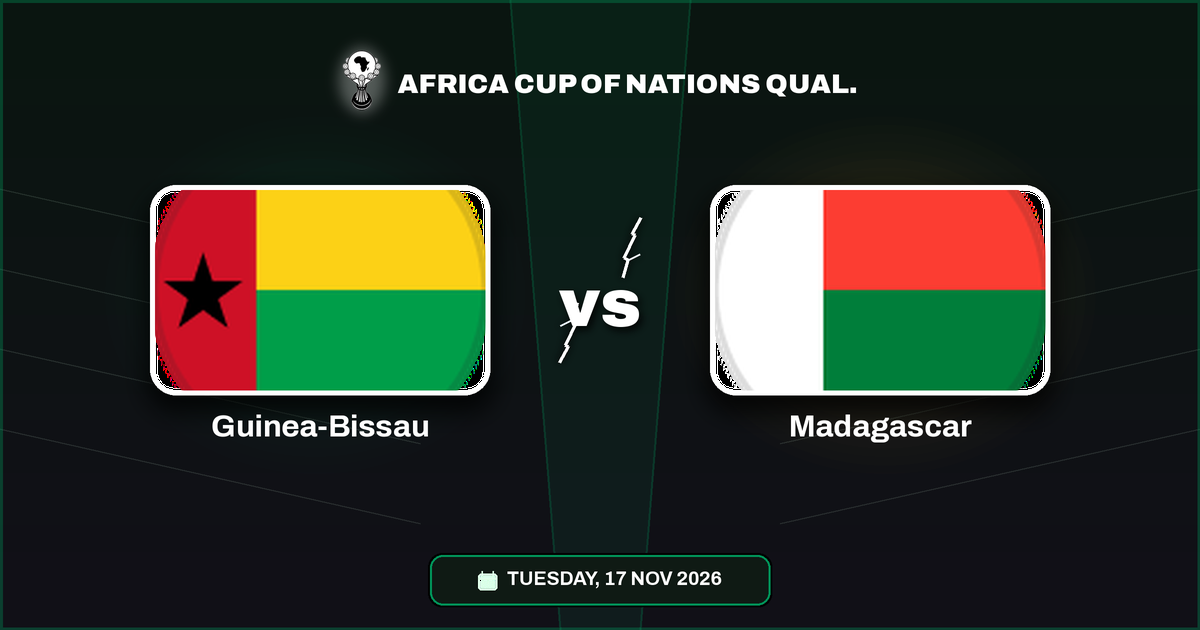 AFRICA CUP OF NATIONS QUAL.
VS
Guinea-Bissau
Madagascar
TUESDAY, 17 NOV 2026